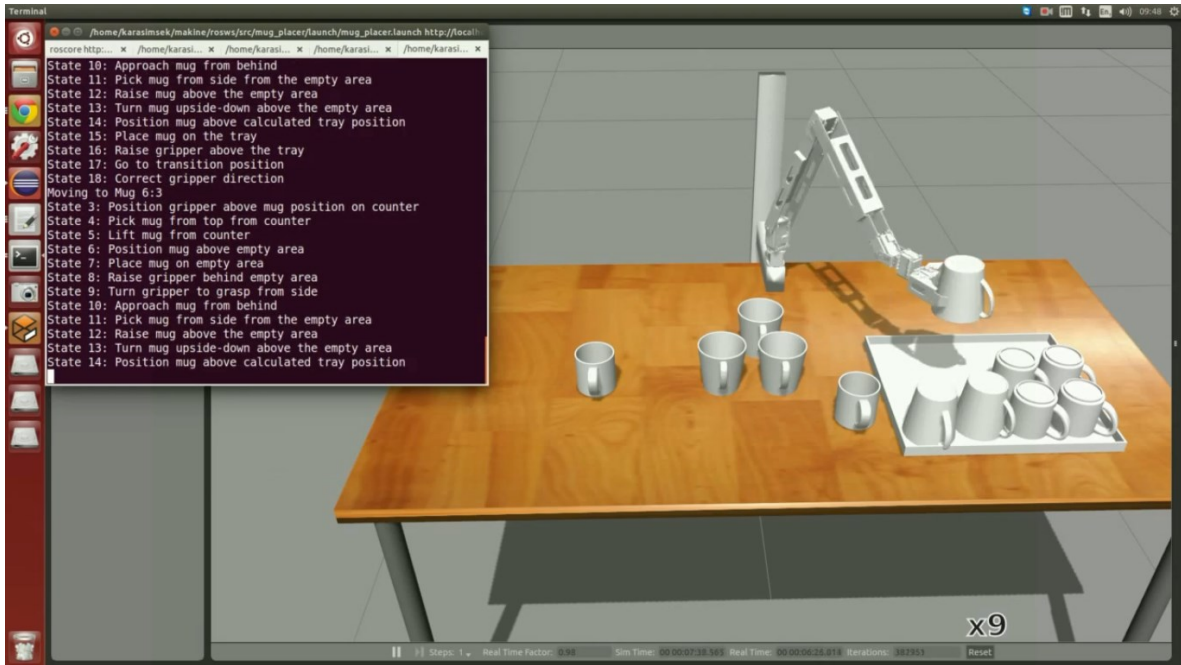 Terminal
En
09:48
/home/karasimsek/makine/rosws/src/mug_placer/launch/mug_placer.launch http://localh
roscore http:... × /home/karasi... × /home/karasi... × /home/karasi... × /home/karasi... ×
State 10: Approach mug from behind
State 11: Pick mug from side from the empty area
State 12: Raise mug above the empty area
State 13: Turn mug upside-down above the empty area
State 14: Position mug above calculated tray position
State 15: Place mug on the tray
State 16: Raise gripper above the tray
State 17: Go to transition position
State 18: Correct gripper direction
Moving to Mug 6:3
State 3: Position gripper above mug position on counter
State 4: Pick mug from top from counter
State 5: Lift mug from counter
State 6: Position mug above empty area
State 7: Place mug on empty area
State 8: Raise gripper behind empty area
State 9: Turn gripper to grasp from side
State 10: Approach mug from behind
State 11: Pick mug from side from the empty area
State 12: Raise mug above the empty area
State 13: Turn mug upside-down above the empty area
State 14: Position mug above calculated tray position
x9
Steps: 1 Real Time Factor: 0.98 Sim Time: Real Time: Iterations: Reset